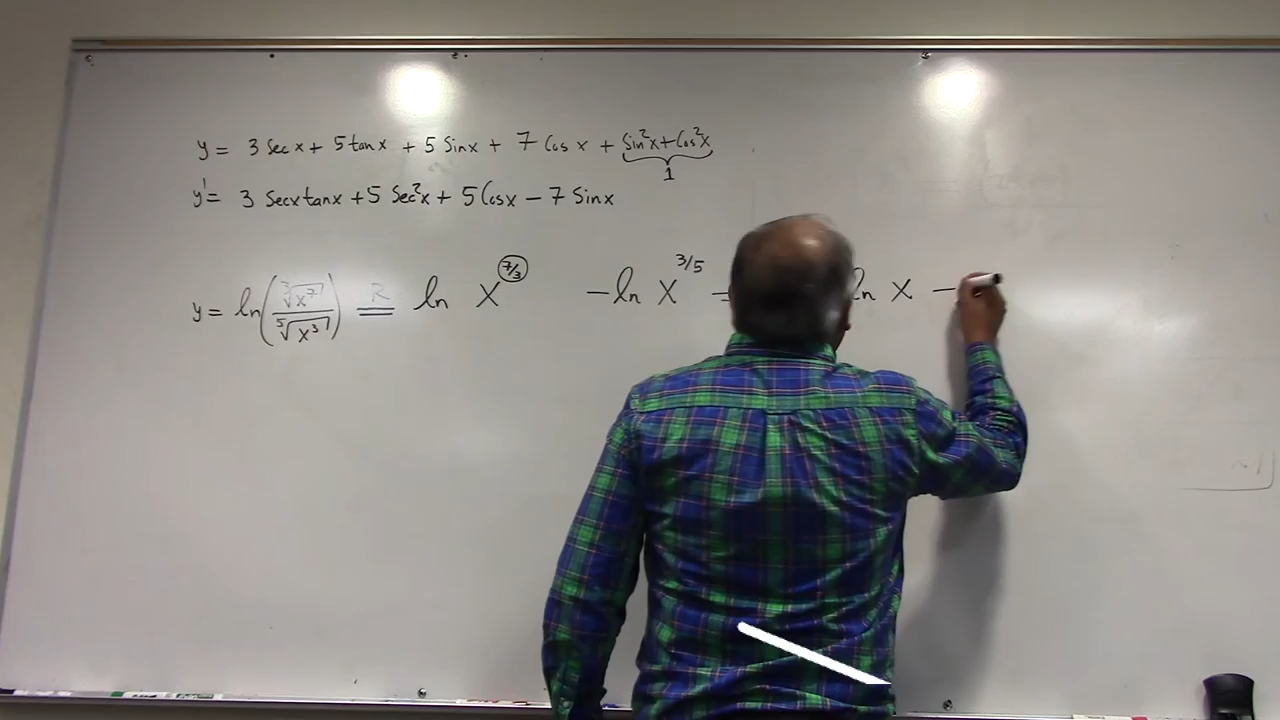 y = 3 Sec x + 5 tan x + 5 Sin x + 7 Cos x + Sin²x + Cos²x
1
y' = 3 Secx tanx + 5 Sec²x + 5 Cosx − 7 Sinx
y = ln(∛x⁷ / ⁵√x³) = ln x^(7/3) − ln x^(3/5) = ln x −